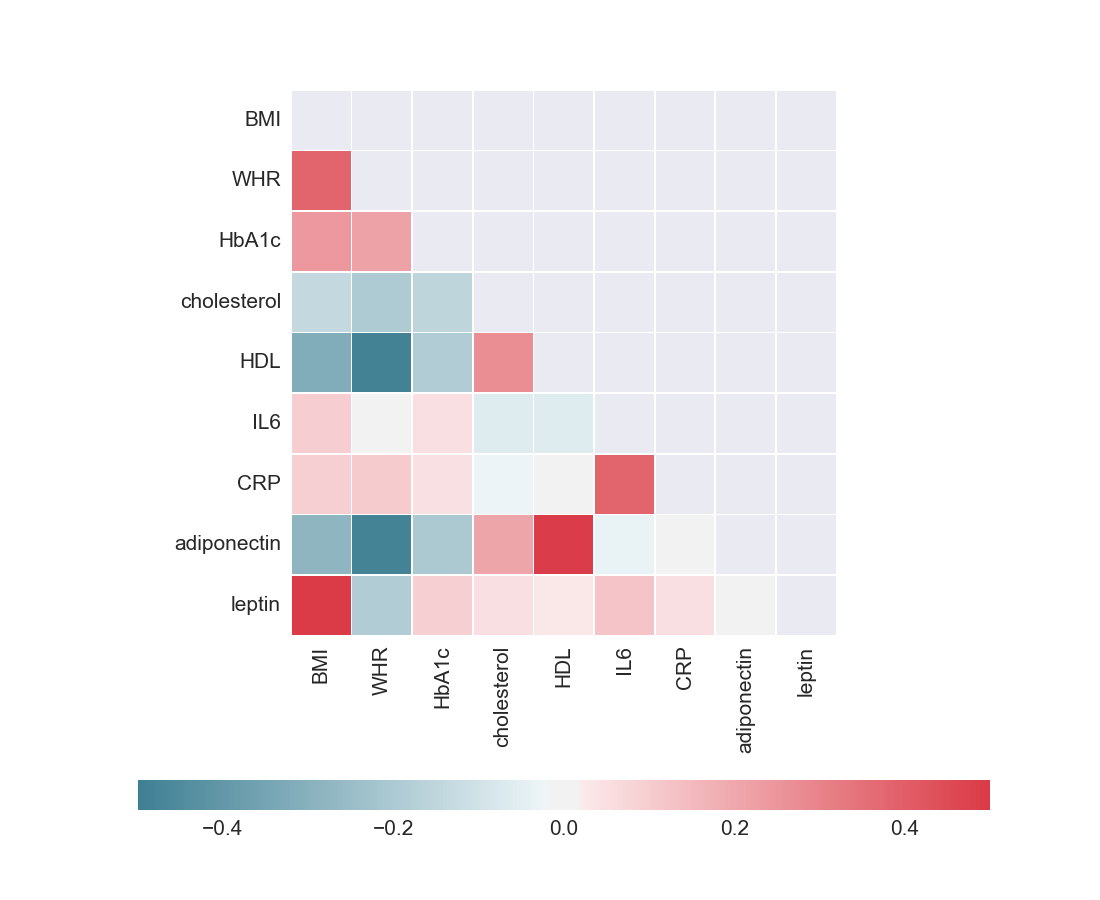 BMI
WHR
HbA1c
cholesterol
HDL
IL6
CRP
adiponectin
leptin
BMI
WHR
HbA1c
cholesterol
HDL
IL6
CRP
adiponectin
leptin
−0.4 −0.2 0.0 0.2 0.4